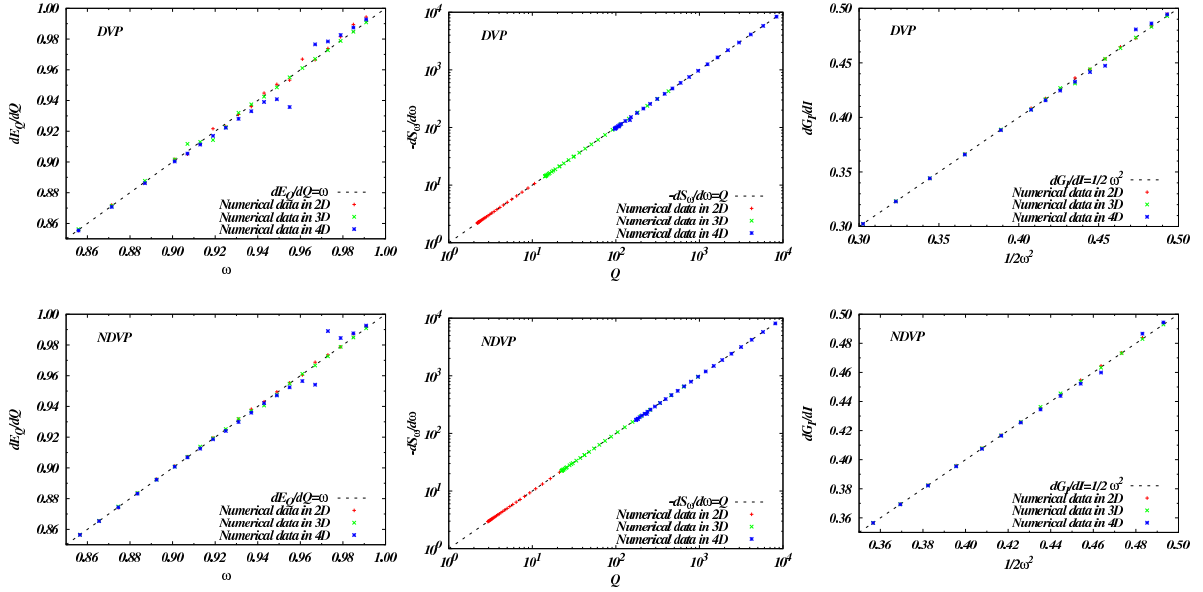 DVP
dE_Q/dQ
1.00
0.98
0.96
0.94
0.92
0.90
0.88
0.86
dE_Q/dQ=ω
Numerical data in 2D
Numerical data in 3D
Numerical data in 4D
0.86 0.88 0.90 0.92 0.94 0.96 0.98 1.00
ω
DVP
-dS_ω/dω
10^4
10^3
10^2
10^1
10^0
-dS_ω/dω=Q
Numerical data in 2D
Numerical data in 3D
Numerical data in 4D
10^0 10^1 10^2 10^3 10^4
Q
DVP
dG_I/dI
0.50
0.45
0.40
0.35
0.30
dG_I/dI=1/2 ω^2
Numerical data in 2D
Numerical data in 3D
Numerical data in 4D
0.30 0.35 0.40 0.45 0.50
1/2ω^2
NDVP
dE_Q/dQ
1.00
0.98
0.96
0.94
0.92
0.90
0.88
0.86
dE_Q/dQ=ω
Numerical data in 2D
Numerical data in 3D
Numerical data in 4D
0.86 0.88 0.90 0.92 0.94 0.96 0.98 1.00
ω
NDVP
-dS_ω/dω
10^4
10^3
10^2
10^1
10^0
-dS_ω/dω=Q
Numerical data in 2D
Numerical data in 3D
Numerical data in 4D
10^0 10^1 10^2 10^3 10^4
Q
NDVP
dG_I/dI
0.50
0.48
0.46
0.44
0.42
0.40
0.38
0.36
dG_I/dI=1/2 ω^2
Numerical data in 2D
Numerical data in 3D
Numerical data in 4D
0.36 0.38 0.40 0.42 0.44 0.46 0.48 0.50
1/2ω^2